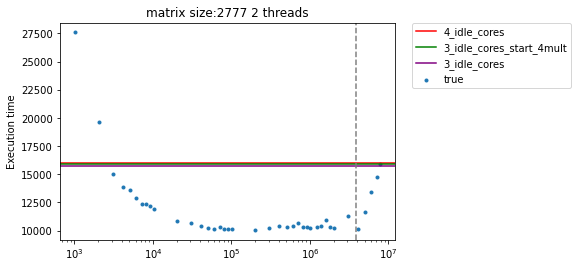 matrix size:2777 2 threads
Execution time
27500
25000
22500
20000
17500
15000
12500
10000
10³
10⁴
10⁵
10⁶
10⁷
4_idle_cores
3_idle_cores_start_4mult
3_idle_cores
true